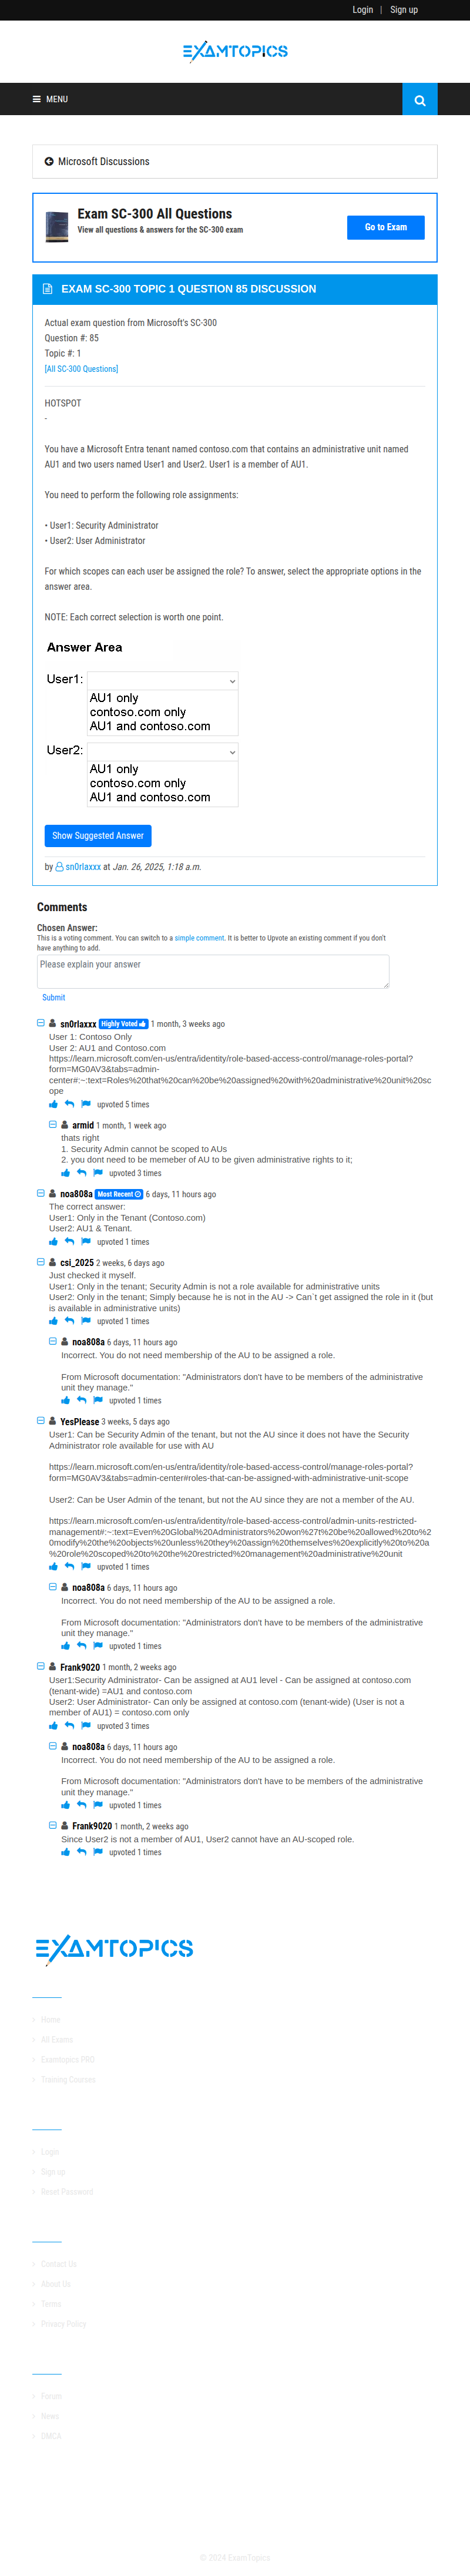 Login | Sign up
EXAMTOPICS
MENU
Microsoft Discussions
Exam SC-300 All Questions
View all questions & answers for the SC-300 exam
Go to Exam
EXAM SC-300 TOPIC 1 QUESTION 85 DISCUSSION
Actual exam question from Microsoft's SC-300
Question #: 85
Topic #: 1
[All SC-300 Questions]
HOTSPOT
-
You have a Microsoft Entra tenant named contoso.com that contains an administrative unit named
AU1 and two users named User1 and User2. User1 is a member of AU1.
You need to perform the following role assignments:
• User1: Security Administrator
• User2: User Administrator
For which scopes can each user be assigned the role? To answer, select the appropriate options in the
answer area.
NOTE: Each correct selection is worth one point.
Answer Area
User1:
AU1 only
contoso.com only
AU1 and contoso.com
User2:
AU1 only
contoso.com only
AU1 and contoso.com
Show Suggested Answer
by sn0rlaxxx at Jan. 26, 2025, 1:18 a.m.
Comments
Chosen Answer:
This is a voting comment. You can switch to a simple comment. It is better to Upvote an existing comment if you don't
have anything to add.
Please explain your answer
Submit
sn0rlaxxx Highly Voted 1 month, 3 weeks ago
User 1: Contoso Only
User 2: AU1 and Contoso.com
https://learn.microsoft.com/en-us/entra/identity/role-based-access-control/manage-roles-portal?
form=MG0AV3&tabs=admin-
center#:~:text=Roles%20that%20can%20be%20assigned%20with%20administrative%20unit%20sc
ope
upvoted 5 times
armid 1 month, 1 week ago
thats right
1. Security Admin cannot be scoped to AUs
2. you dont need to be memeber of AU to be given administrative rights to it;
upvoted 3 times
noa808a Most Recent 6 days, 11 hours ago
The correct answer:
User1: Only in the Tenant (Contoso.com)
User2: AU1 & Tenant.
upvoted 1 times
csi_2025 2 weeks, 6 days ago
Just checked it myself.
User1: Only in the tenant; Security Admin is not a role available for administrative units
User2: Only in the tenant; Simply because he is not in the AU -> Can`t get assigned the role in it (but
is available in administrative units)
upvoted 1 times
noa808a 6 days, 11 hours ago
Incorrect. You do not need membership of the AU to be assigned a role.
From Microsoft documentation: "Administrators don't have to be members of the administrative
unit they manage."
upvoted 1 times
YesPlease 3 weeks, 5 days ago
User1: Can be Security Admin of the tenant, but not the AU since it does not have the Security
Administrator role available for use with AU
https://learn.microsoft.com/en-us/entra/identity/role-based-access-control/manage-roles-portal?
form=MG0AV3&tabs=admin-center#roles-that-can-be-assigned-with-administrative-unit-scope
User2: Can be User Admin of the tenant, but not the AU since they are not a member of the AU.
https://learn.microsoft.com/en-us/entra/identity/role-based-access-control/admin-units-restricted-
management#:~:text=Even%20Global%20Administrators%20won%27t%20be%20allowed%20to%2
0modify%20the%20objects%20unless%20they%20assign%20themselves%20explicitly%20to%20a
%20role%20scoped%20to%20the%20restricted%20management%20administrative%20unit
upvoted 1 times
noa808a 6 days, 11 hours ago
Incorrect. You do not need membership of the AU to be assigned a role.
From Microsoft documentation: "Administrators don't have to be members of the administrative
unit they manage."
upvoted 1 times
Frank9020 1 month, 2 weeks ago
User1:Security Administrator- Can be assigned at AU1 level - Can be assigned at contoso.com
(tenant-wide) =AU1 and contoso.com
User2: User Administrator- Can only be assigned at contoso.com (tenant-wide) (User is not a
member of AU1) = contoso.com only
upvoted 3 times
noa808a 6 days, 11 hours ago
Incorrect. You do not need membership of the AU to be assigned a role.
From Microsoft documentation: "Administrators don't have to be members of the administrative
unit they manage."
upvoted 1 times
Frank9020 1 month, 2 weeks ago
Since User2 is not a member of AU1, User2 cannot have an AU-scoped role.
upvoted 1 times
EXAMTOPICS
Home
All Exams
Examtopics PRO
Training Courses
Login
Sign up
Reset Password
Contact Us
About Us
Terms
Privacy Policy
Forum
News
DMCA
© 2024 ExamTopics